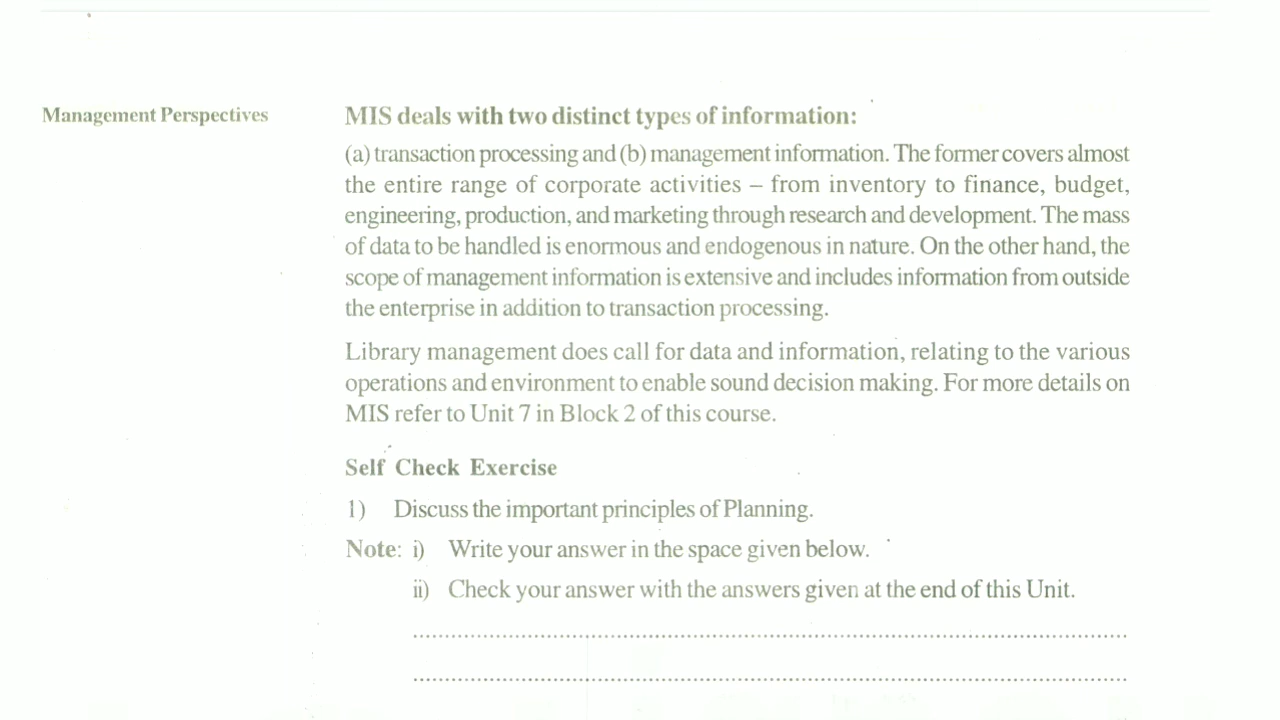 Management Perspectives
MIS deals with two distinct types of information:
(a) transaction processing and (b) management information. The former covers almost
the entire range of corporate activities – from inventory to finance, budget,
engineering, production, and marketing through research and development. The mass
of data to be handled is enormous and endogenous in nature. On the other hand, the
scope of management information is extensive and includes information from outside
the enterprise in addition to transaction processing.
Library management does call for data and information, relating to the various
operations and environment to enable sound decision making. For more details on
MIS refer to Unit 7 in Block 2 of this course.
Self Check Exercise
1) Discuss the important principles of Planning.
Note: i) Write your answer in the space given below.
ii) Check your answer with the answers given at the end of this Unit.